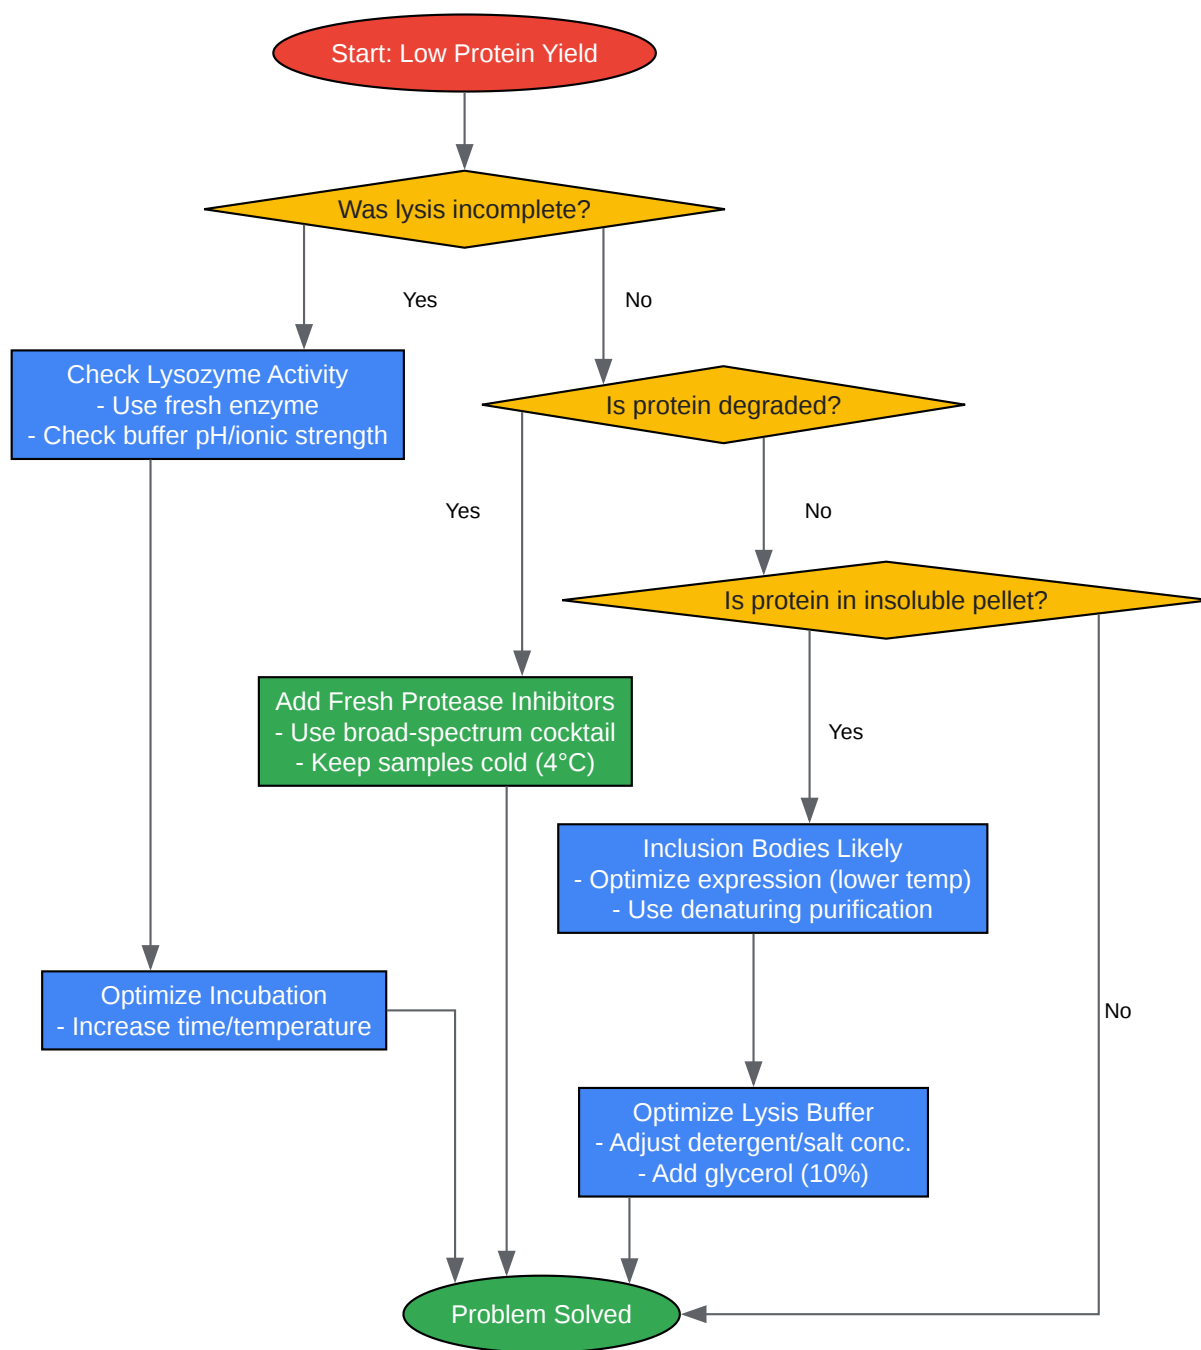 Start: Low Protein Yield
Was lysis incomplete?
Yes
No
Check Lysozyme Activity
- Use fresh enzyme
- Check buffer pH/ionic strength
Is protein degraded?
Yes
No
Is protein in insoluble pellet?
Add Fresh Protease Inhibitors
- Use broad-spectrum cocktail
- Keep samples cold (4°C)
Yes
Inclusion Bodies Likely
- Optimize expression (lower temp)
- Use denaturing purification
Optimize Incubation
- Increase time/temperature
No
Optimize Lysis Buffer
- Adjust detergent/salt conc.
- Add glycerol (10%)
Problem Solved